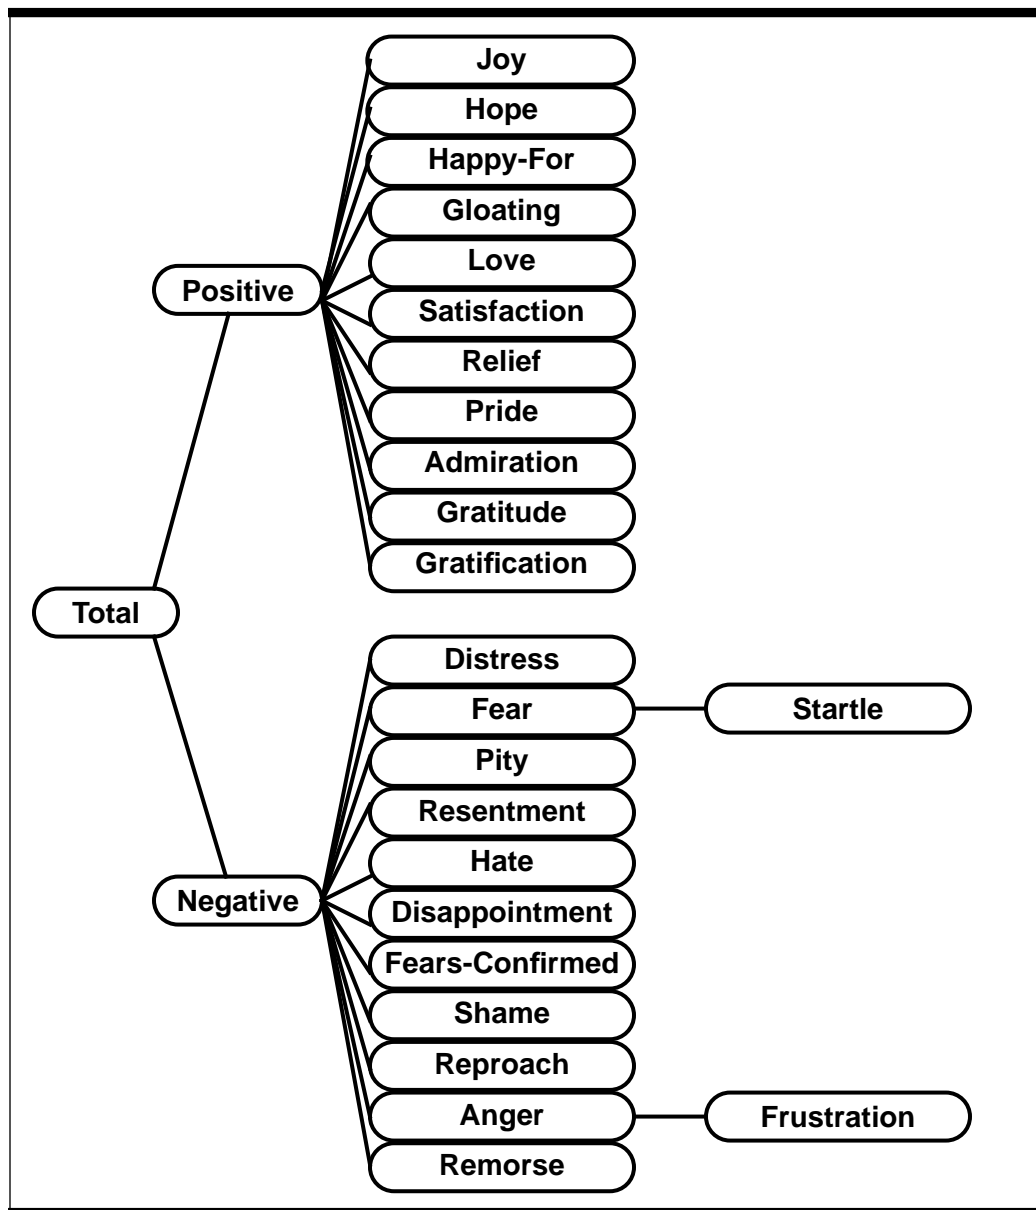 Joy
Hope
Happy-For
Gloating
Love
Positive
Satisfaction
Relief
Pride
Admiration
Gratitude
Gratification
Total
Distress
Fear
Startle
Pity
Resentment
Hate
Negative
Disappointment
Fears-Confirmed
Shame
Reproach
Anger
Frustration
Remorse